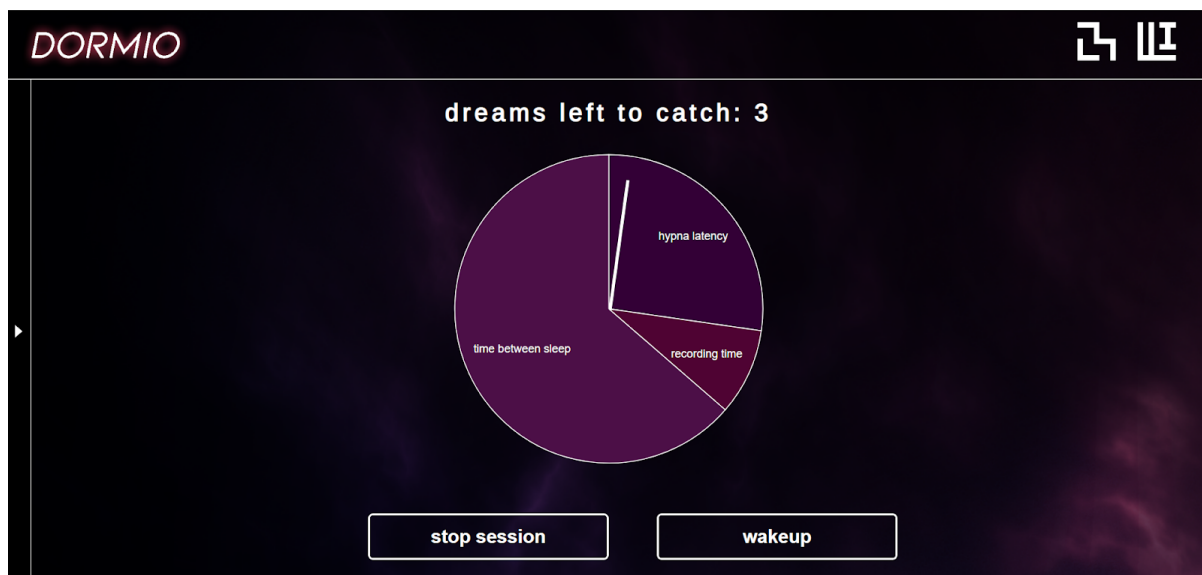 DORMIO
dreams left to catch: 3
hypna latency
time between sleep
recording time
stop session
wakeup